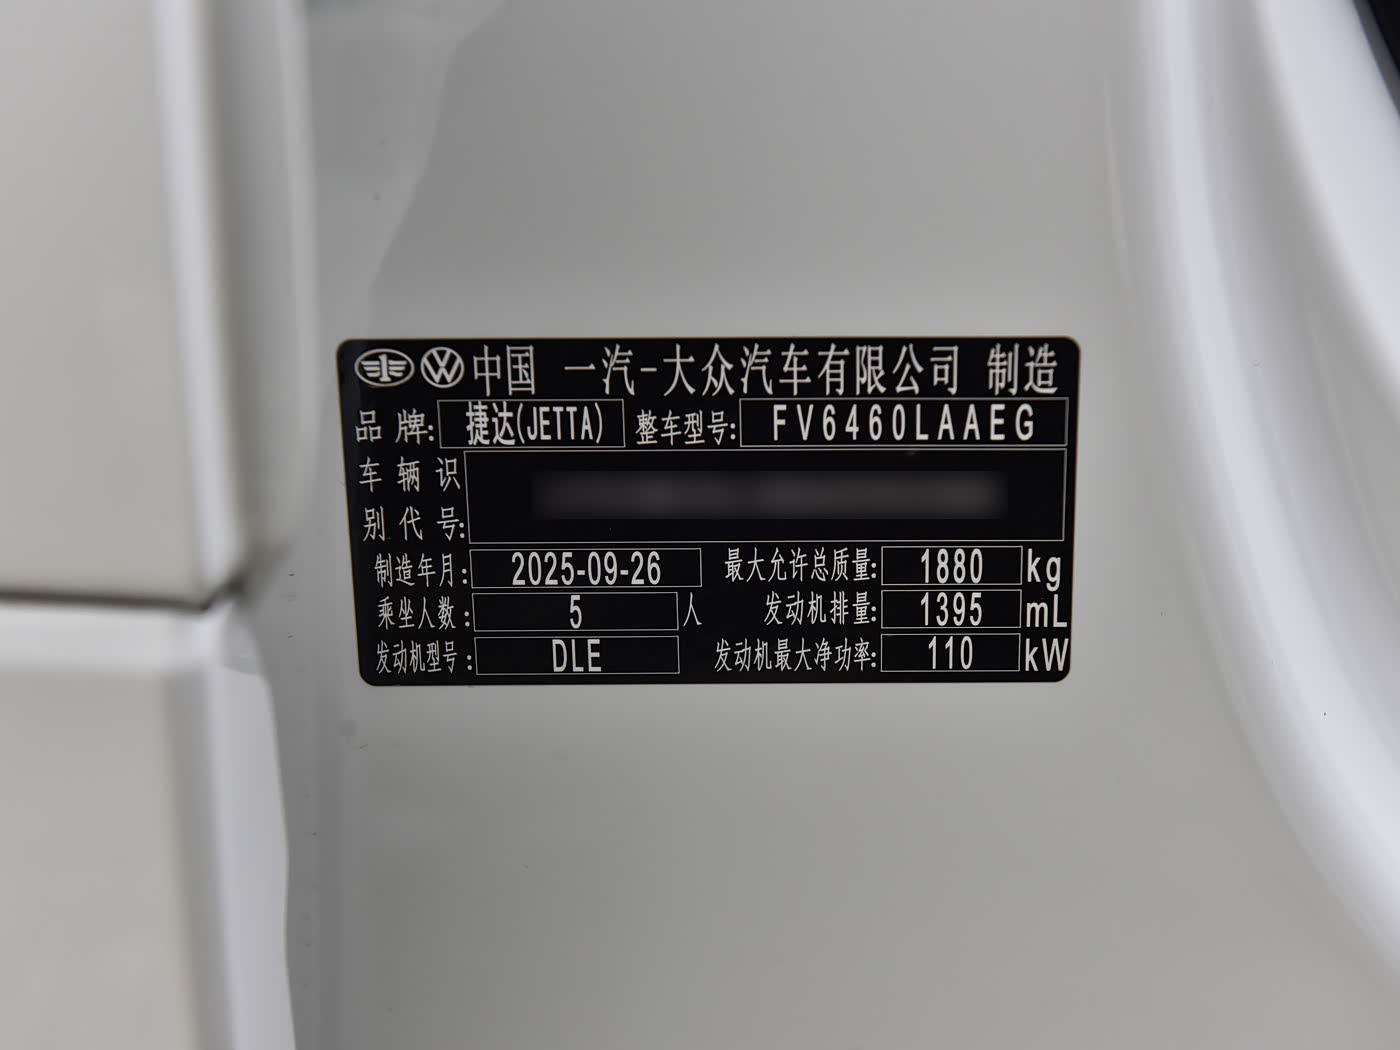 中国 一汽-大众汽车有限公司 制造
品牌: 捷达(JETTA) 整车型号: FV6460LAAEG
车辆识
别代号:
制造年月: 2025-09-26 最大允许总质量: 1880 kg
乘坐人数: 5 人 发动机排量: 1395 mL
发动机型号: DLE 发动机最大净功率: 110 kW